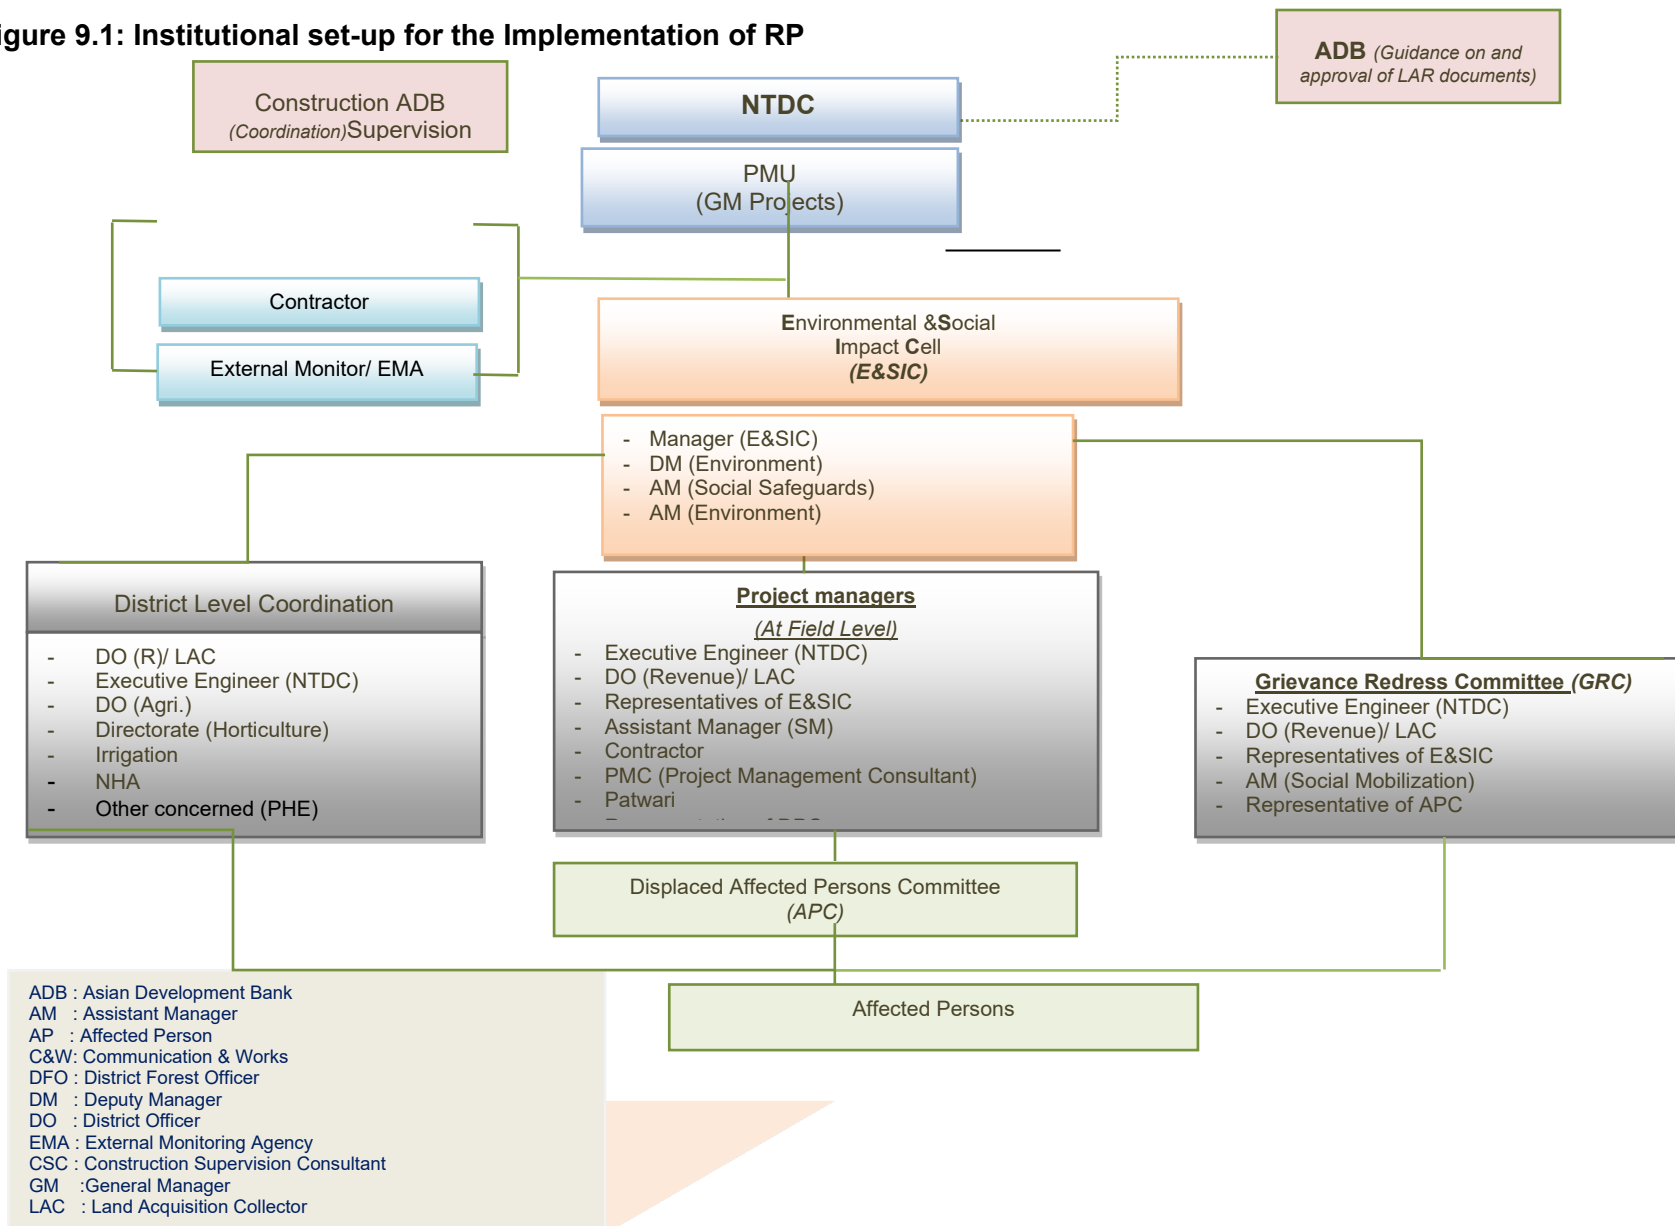 igure 9.1: Institutional set-up for the Implementation of RP
ADB (Guidance on and
approval of LAR documents)
Construction ADB
(Coordination)Supervision
NTDC
PMU
(GM Projects)
Contractor
External Monitor/ EMA
Environmental &Social
Impact Cell
(E&SIC)
- Manager (E&SIC)
- DM (Environment)
- AM (Social Safeguards)
- AM (Environment)
District Level Coordination
- DO (R)/ LAC
- Executive Engineer (NTDC)
- DO (Agri.)
- Directorate (Horticulture)
- Irrigation
- NHA
- Other concerned (PHE)
Project managers
(At Field Level)
- Executive Engineer (NTDC)
- DO (Revenue)/ LAC
- Representatives of E&SIC
- Assistant Manager (SM)
- Contractor
- PMC (Project Management Consultant)
- Patwari
Grievance Redress Committee (GRC)
- Executive Engineer (NTDC)
- DO (Revenue)/ LAC
- Representatives of E&SIC
- AM (Social Mobilization)
- Representative of APC
Displaced Affected Persons Committee
(APC)
Affected Persons
ADB : Asian Development Bank
AM : Assistant Manager
AP : Affected Person
C&W: Communication & Works
DFO : District Forest Officer
DM : Deputy Manager
DO : District Officer
EMA : External Monitoring Agency
CSC : Construction Supervision Consultant
GM :General Manager
LAC : Land Acquisition Collector